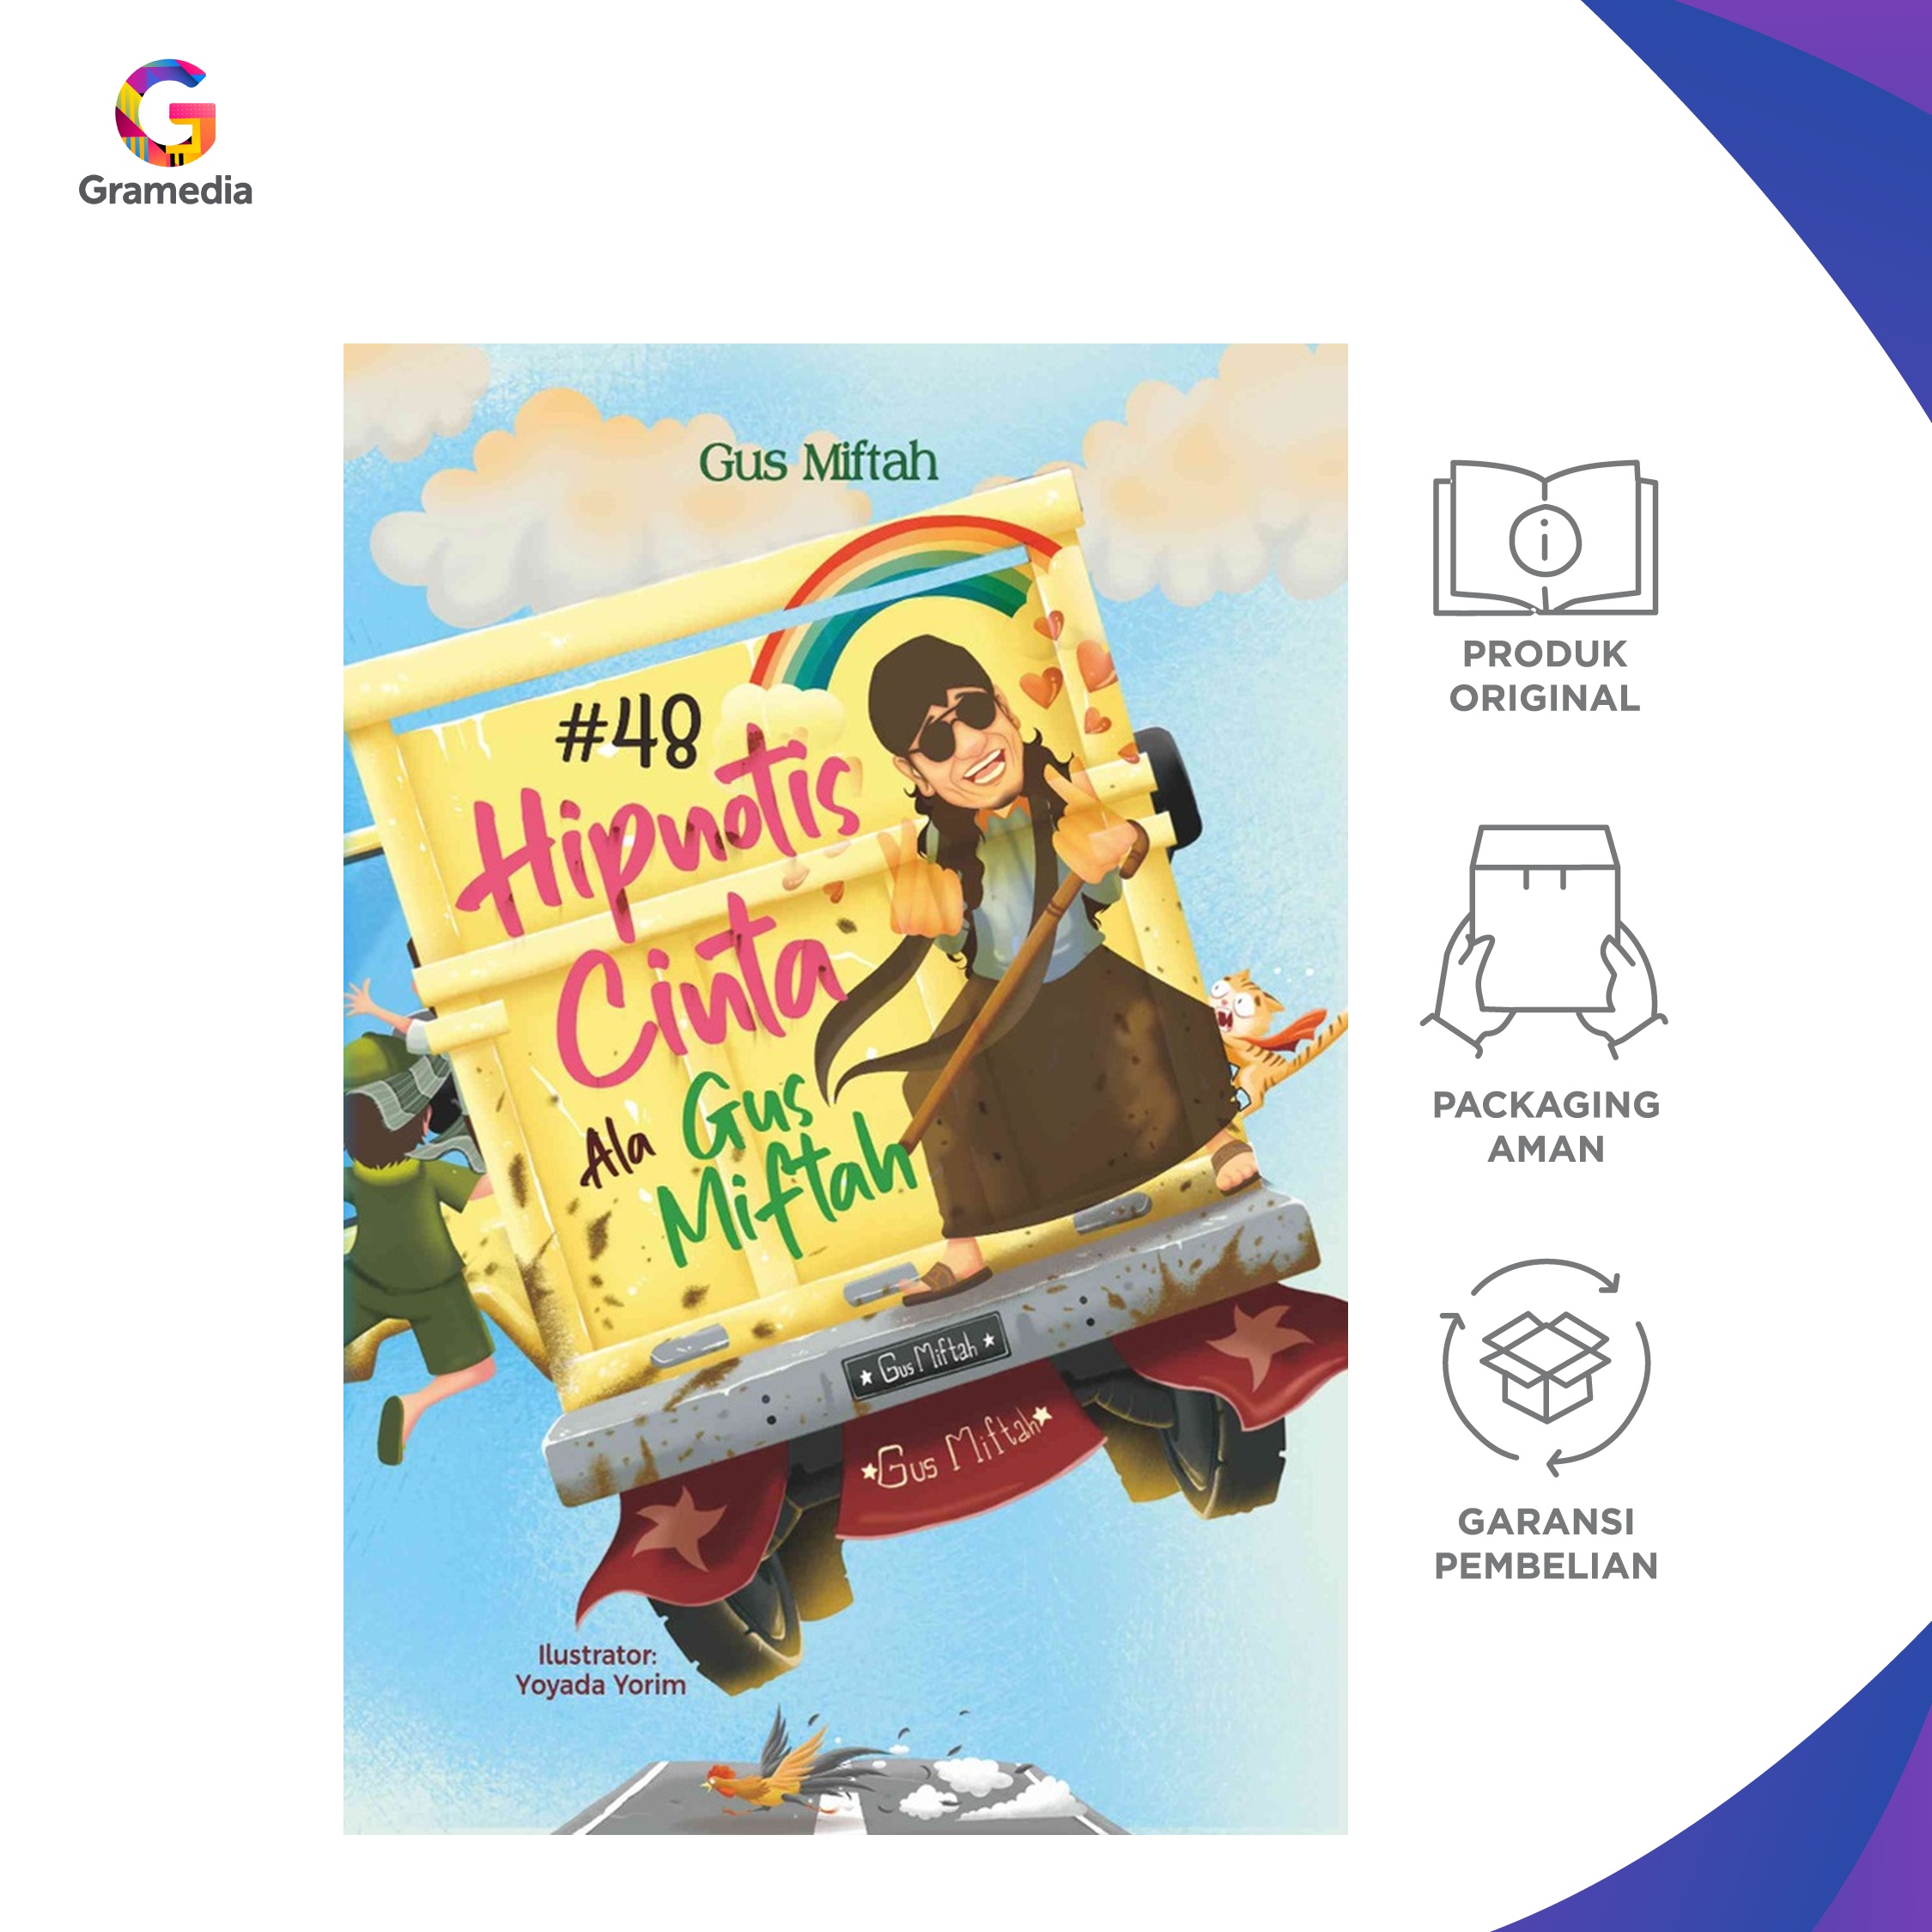 Gramedia
Gus Miftah
#48
Hipnotis
Cinta
Ala Gus
Miftah
Gus Miftah
Gus Miftah
Ilustrator:
Yoyada Yorim
i
PRODUK
ORIGINAL
PACKAGING
AMAN
GARANSI
PEMBELIAN